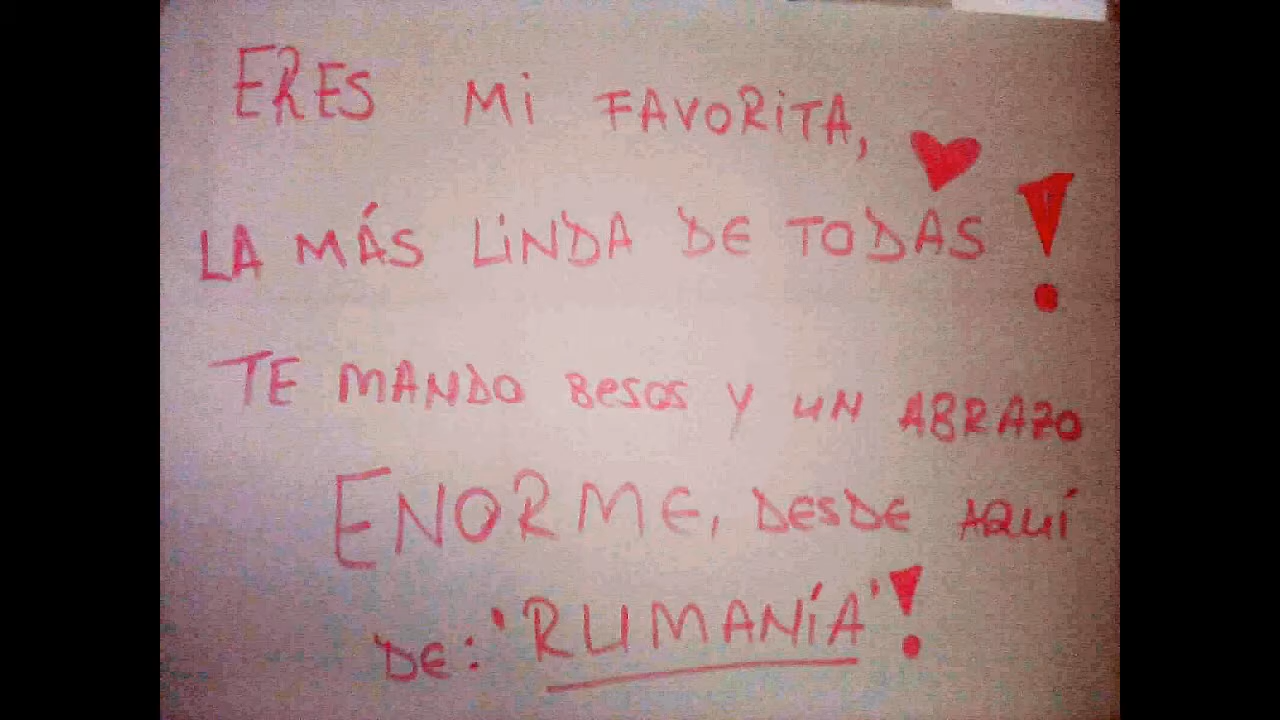 ERES Mi FAVORiTA,
LA MÁS LiNDA DE TODAS!
TE MANDO Besos Y UN ABRAZO
ENORME, DESDE AQUÍ
DE: 'RUMANÍA'!